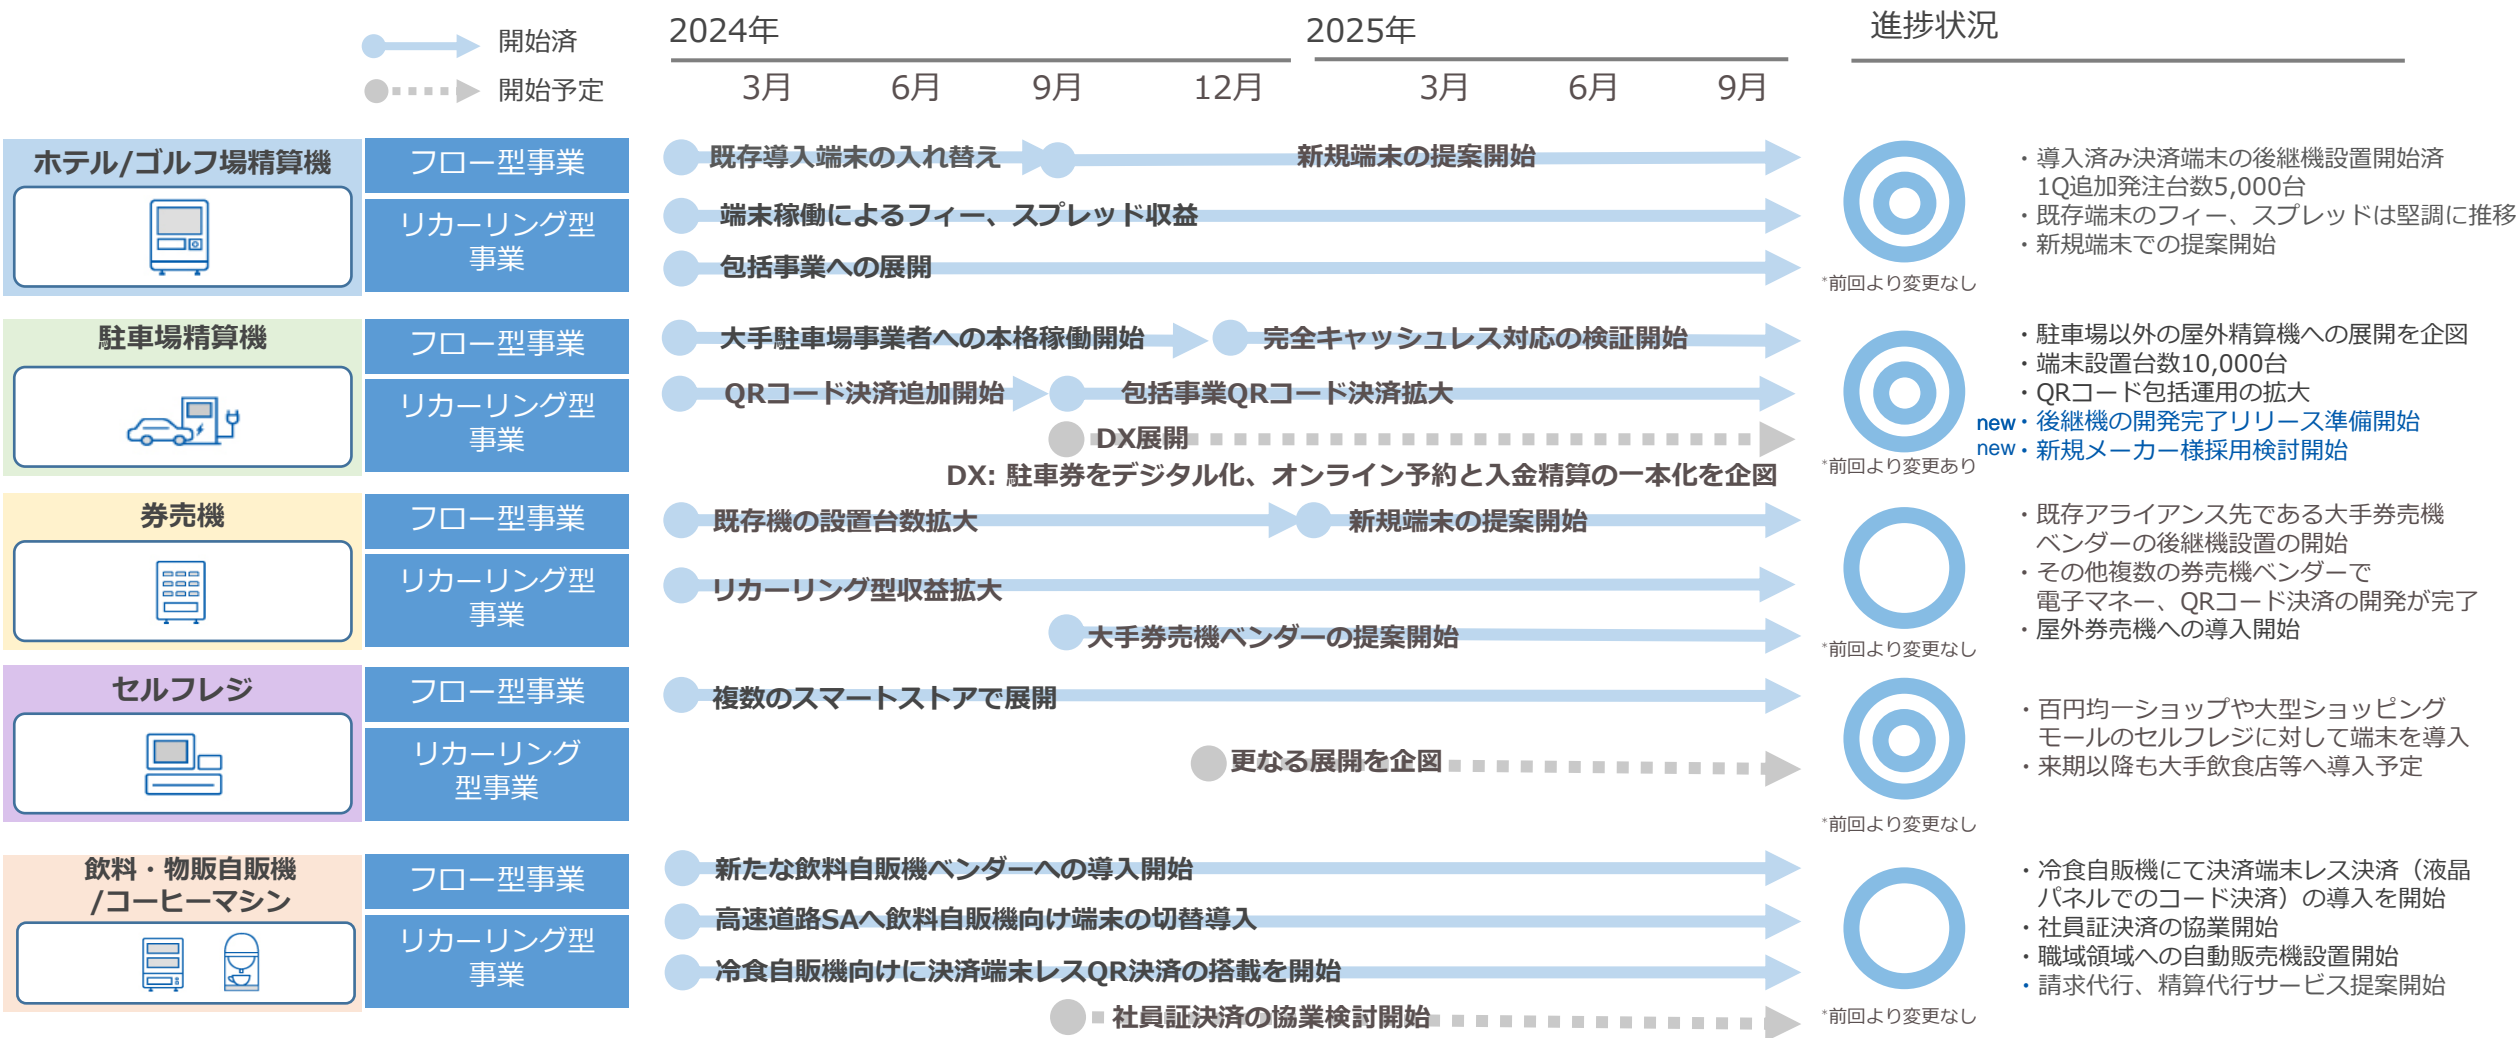 開始済
開始予定
2024年
2025年
進捗状況
3月
6月
9月
12月
3月
6月
9月
ホテル/ゴルフ場精算機
フロー型事業
リカーリング型
事業
既存導入端末の入れ替え
新規端末の提案開始
端末稼働によるフィー、スプレッド収益
包括事業への展開
*前回より変更なし
・導入済み決済端末の後継機設置開始済
1Q追加発注台数5,000台
・既存端末のフィー、スプレッドは堅調に推移
・新規端末での提案開始
駐車場精算機
フロー型事業
リカーリング型
事業
大手駐車場事業者への本格稼働開始
完全キャッシュレス対応の検証開始
QRコード決済追加開始
包括事業QRコード決済拡大
DX展開
DX: 駐車券をデジタル化、オンライン予約と入金精算の一本化を企図
*前回より変更あり
・駐車場以外の屋外精算機への展開を企図
・端末設置台数10,000台
・QRコード包括運用の拡大
new・後継機の開発完了リリース準備開始
new・新規メーカー様採用検討開始
券売機
フロー型事業
リカーリング型
事業
既存機の設置台数拡大
新規端末の提案開始
リカーリング型収益拡大
大手券売機ベンダーの提案開始
*前回より変更なし
・既存アライアンス先である大手券売機
ベンダーの後継機設置の開始
・その他複数の券売機ベンダーで
電子マネー、QRコード決済の開発が完了
・屋外券売機への導入開始
セルフレジ
フロー型事業
リカーリング
型事業
複数のスマートストアで展開
更なる展開を企図
*前回より変更なし
・百円均一ショップや大型ショッピング
モールのセルフレジに対して端末を導入
・来期以降も大手飲食店等へ導入予定
飲料・物販自販機
/コーヒーマシン
フロー型事業
リカーリング型
事業
新たな飲料自販機ベンダーへの導入開始
高速道路SAへ飲料自販機向け端末の切替導入
冷食自販機向けに決済端末レスQR決済の搭載を開始
社員証決済の協業検討開始
*前回より変更なし
・冷食自販機にて決済端末レス決済（液晶
パネルでのコード決済）の導入を開始
・社員証決済の協業開始
・職域領域への自動販売機設置開始
・請求代行、精算代行サービス提案開始